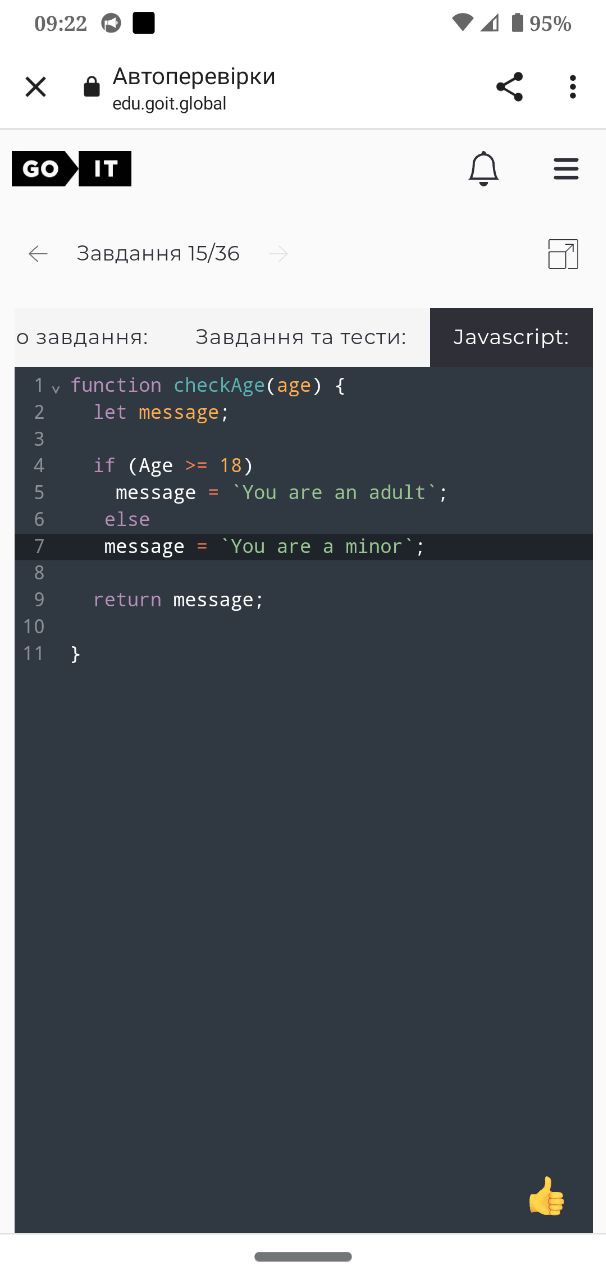 09:22 95%
Автоперевірки
edu.goit.global
GO IT
Завдання 15/36
о завдання: Завдання та тести: Javascript:
1 function checkAge(age) {
2 let message;
3
4 if (Age >= 18)
5 message = `You are an adult`;
6 else
7 message = `You are a minor`;
8
9 return message;
10
11 }